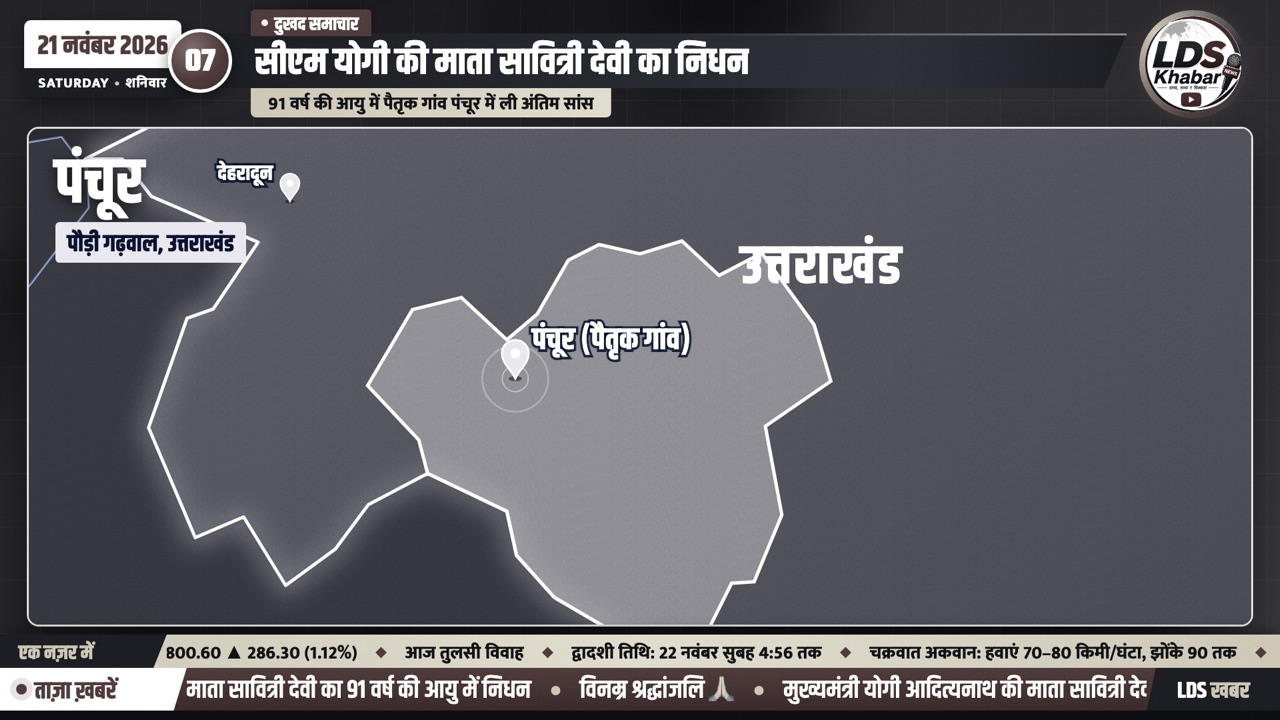 21 नवंबर 2026
SATURDAY • शनिवार
07
• दुखद समाचार
सीएम योगी की माता सावित्री देवी का निधन
91 वर्ष की आयु में पैतृक गांव पंचूर में ली अंतिम सांस
LDS
Khabar
NEWS
पंचूर
पौड़ी गढ़वाल, उत्तराखंड
देहरादून
उत्तराखंड
पंचूर (पैतृक गांव)
एक नज़र में
800.60 ▲ 286.30 (1.12%) ◆ आज तुलसी विवाह ◆ द्वादशी तिथि: 22 नवंबर सुबह 4:56 तक ◆ चक्रवात अकवान: हवाएं 70–80 किमी/घंटा, झोंके 90 तक ◆
ताज़ा ख़बरें
माता सावित्री देवी का 91 वर्ष की आयु में निधन • विनम्र श्रद्धांजलि 🙏 • मुख्यमंत्री योगी आदित्यनाथ की माता सावित्री
LDS खबर